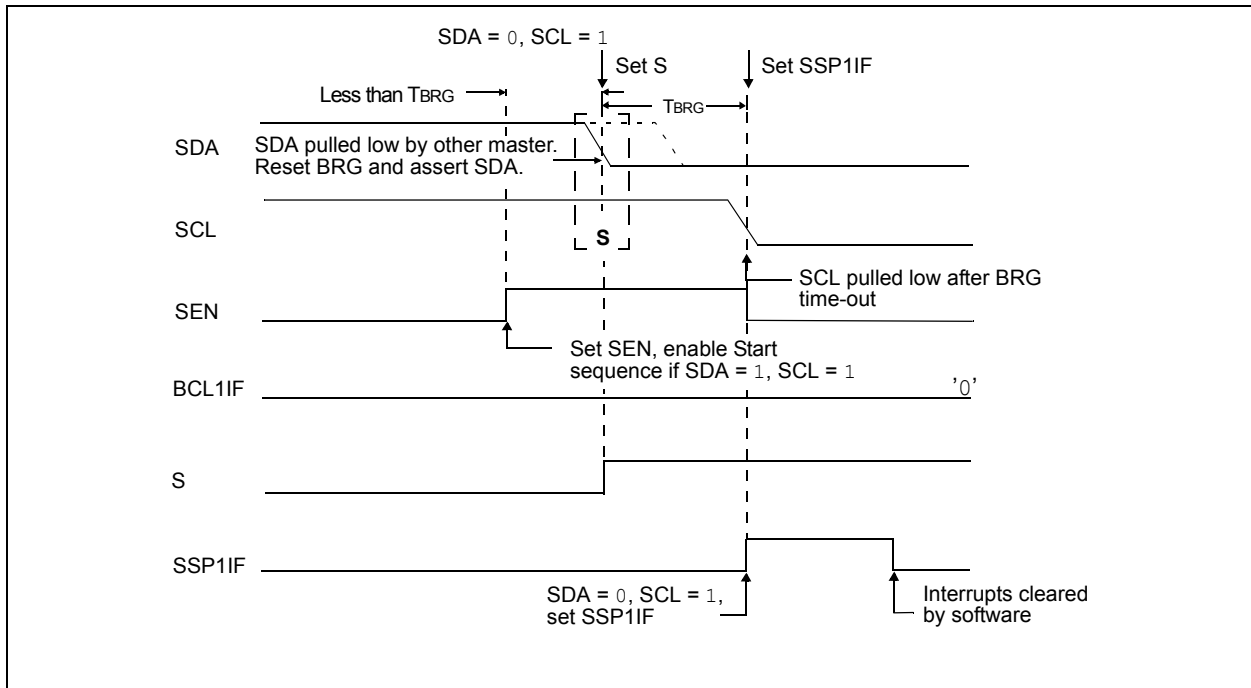 SDA = 0, SCL = 1
Set S
Set SSP1IF
Less than TBRG
TBRG
SDA
SDA pulled low by other master.
Reset BRG and assert SDA.
SCL
S
SCL pulled low after BRG
time-out
SEN
Set SEN, enable Start
sequence if SDA = 1, SCL = 1
BCL1IF
'0'
S
SSP1IF
SDA = 0, SCL = 1,
set SSP1IF
Interrupts cleared
by software